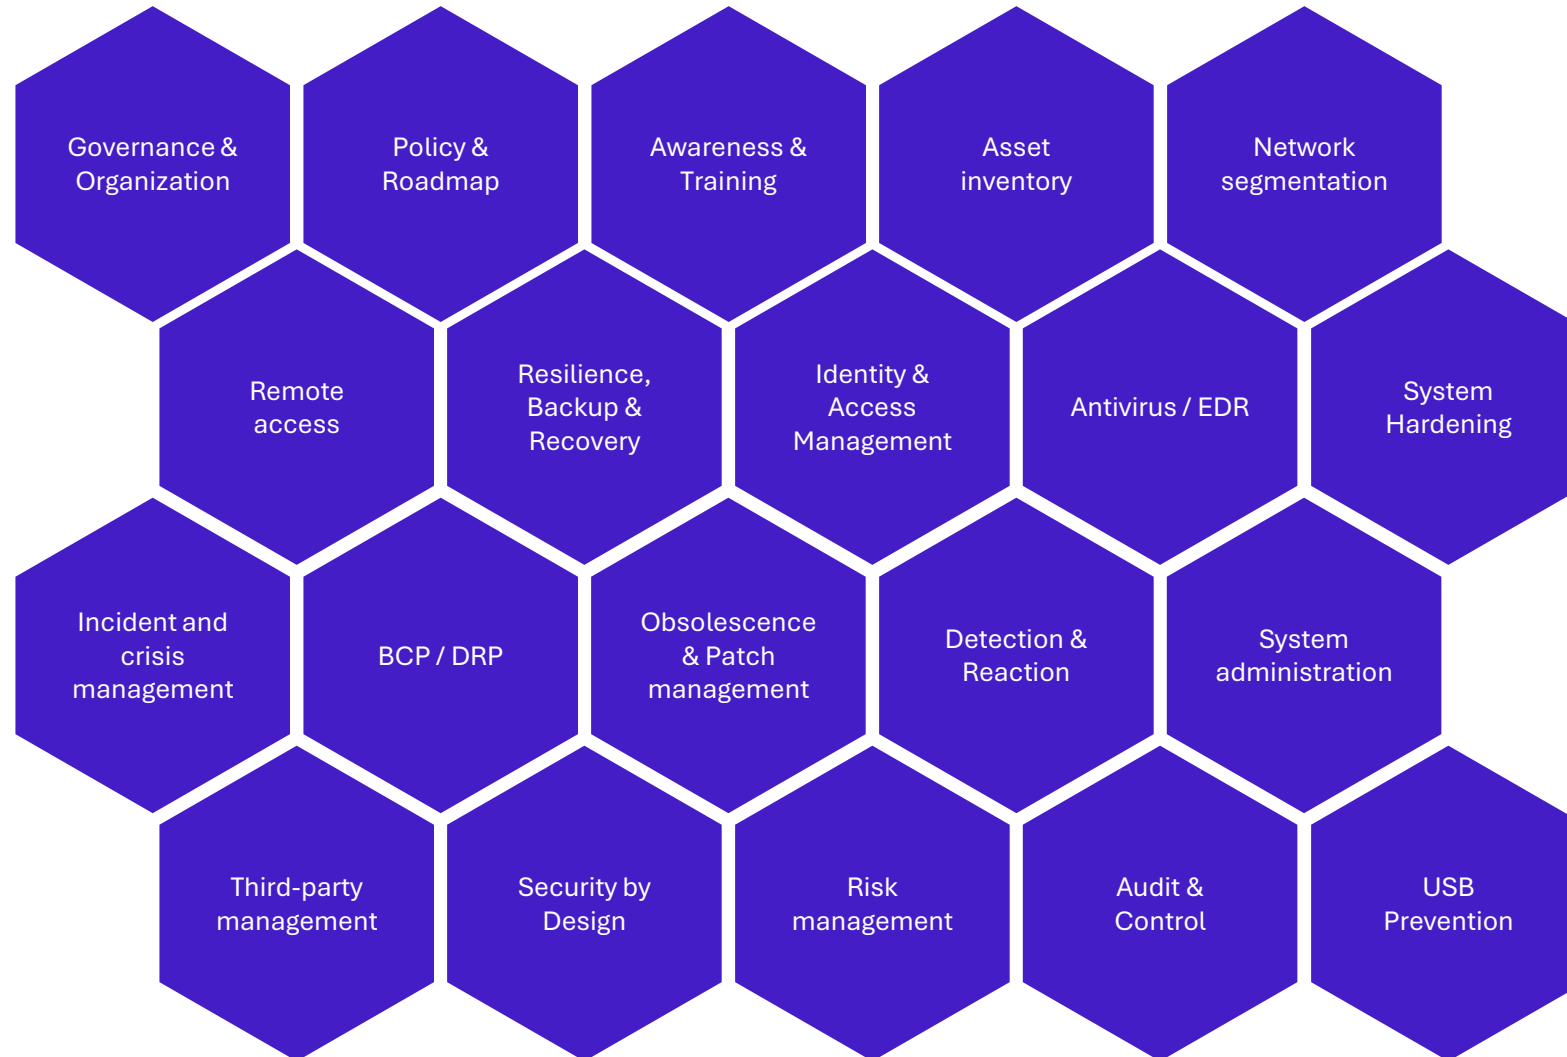 Governance &
Organization
Policy &
Roadmap
Awareness &
Training
Asset
inventory
Network
segmentation
Remote
access
Resilience,
Backup &
Recovery
Identity &
Access
Management
Antivirus / EDR
System
Hardening
Incident and
crisis
management
BCP / DRP
Obsolescence
& Patch
management
Detection &
Reaction
System
administration
Third-party
management
Security by
Design
Risk
management
Audit &
Control
USB
Prevention